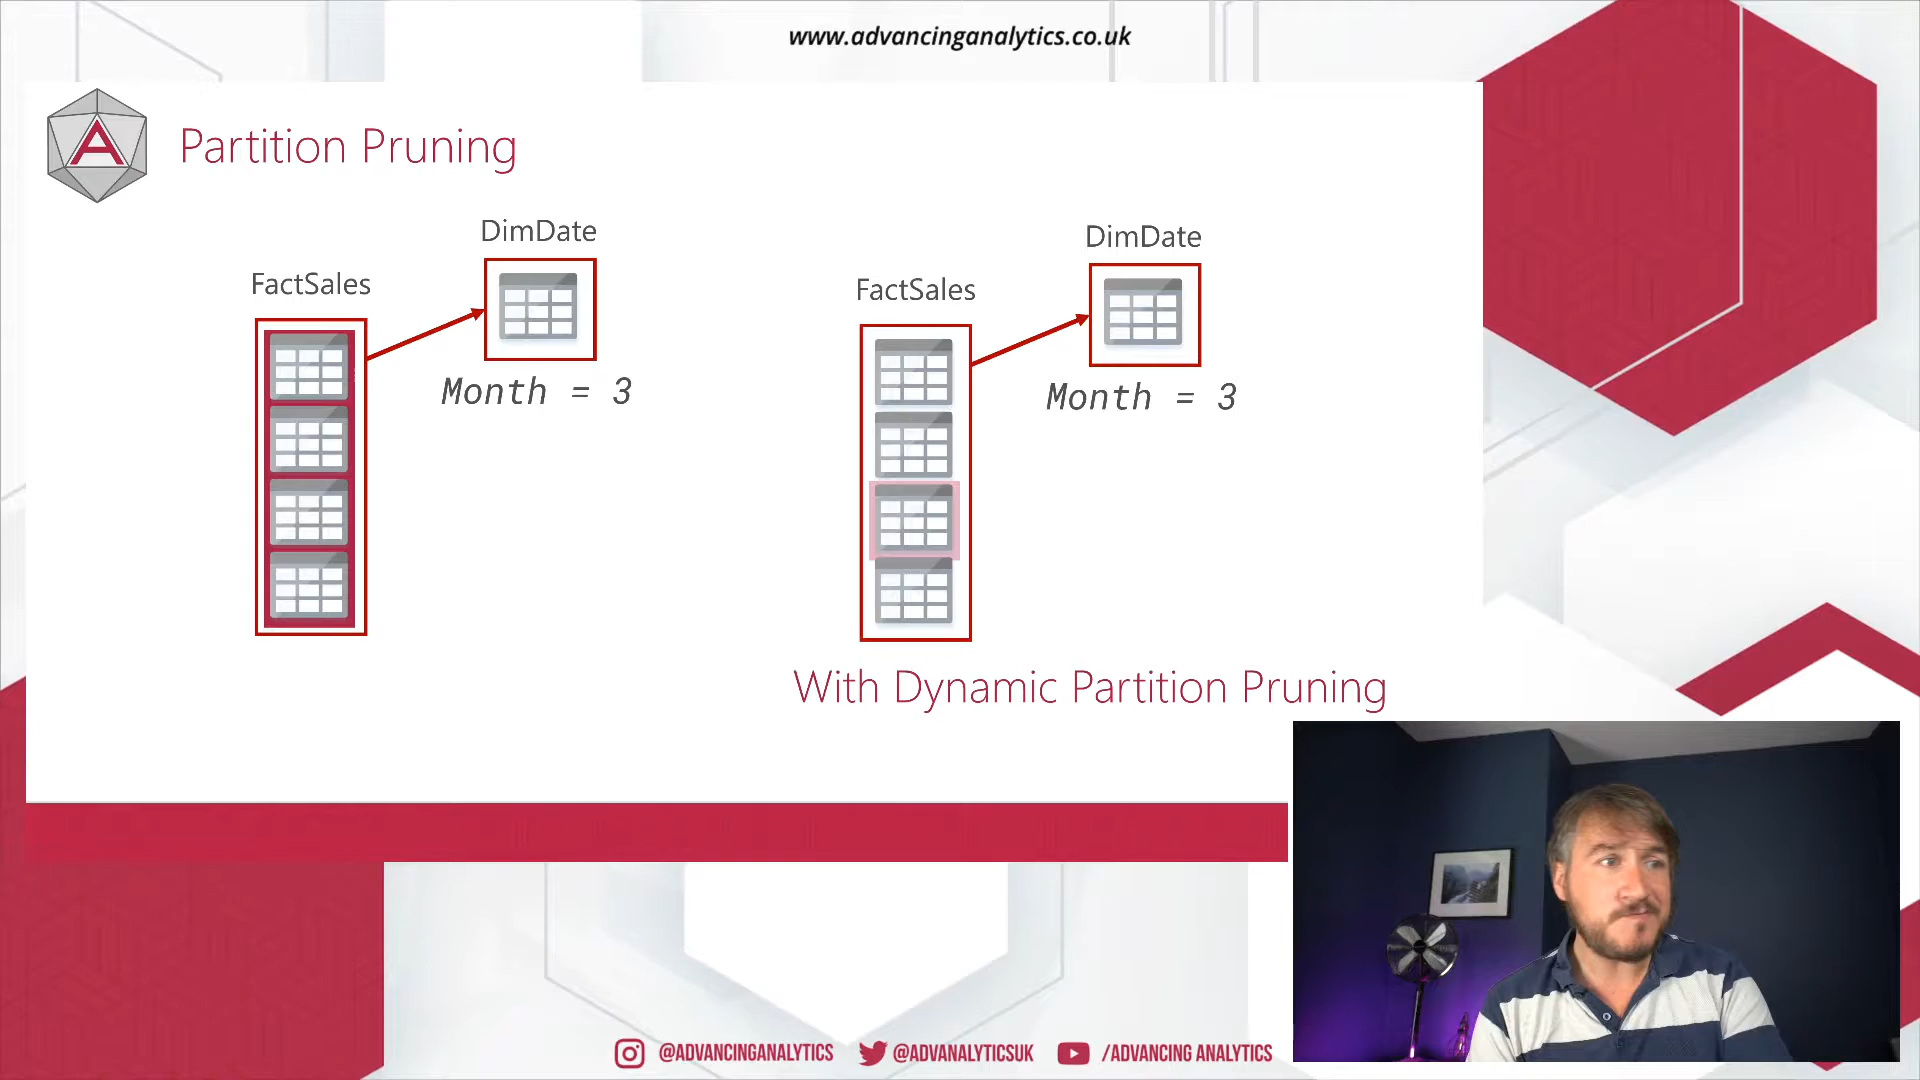 www.advancinganalytics.co.uk
A
Partition Pruning
DimDate
FactSales
Month = 3
DimDate
FactSales
Month = 3
With Dynamic Partition Pruning
@ADVANCINGANALYTICS
@ADVANALYTICSUK
/ADVANCING ANALYTICS